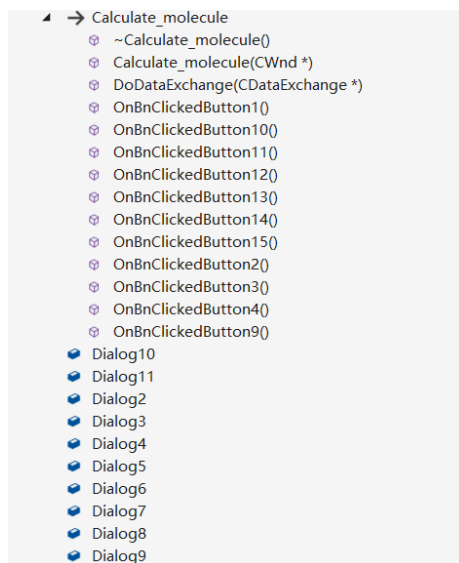 Calculate_molecule
~Calculate_molecule()
Calculate_molecule(CWnd *)
DoDataExchange(CDataExchange *)
OnBnClickedButton1()
OnBnClickedButton10()
OnBnClickedButton11()
OnBnClickedButton12()
OnBnClickedButton13()
OnBnClickedButton14()
OnBnClickedButton15()
OnBnClickedButton2()
OnBnClickedButton3()
OnBnClickedButton4()
OnBnClickedButton9()
Dialog10
Dialog11
Dialog2
Dialog3
Dialog4
Dialog5
Dialog6
Dialog7
Dialog8
Dialog9